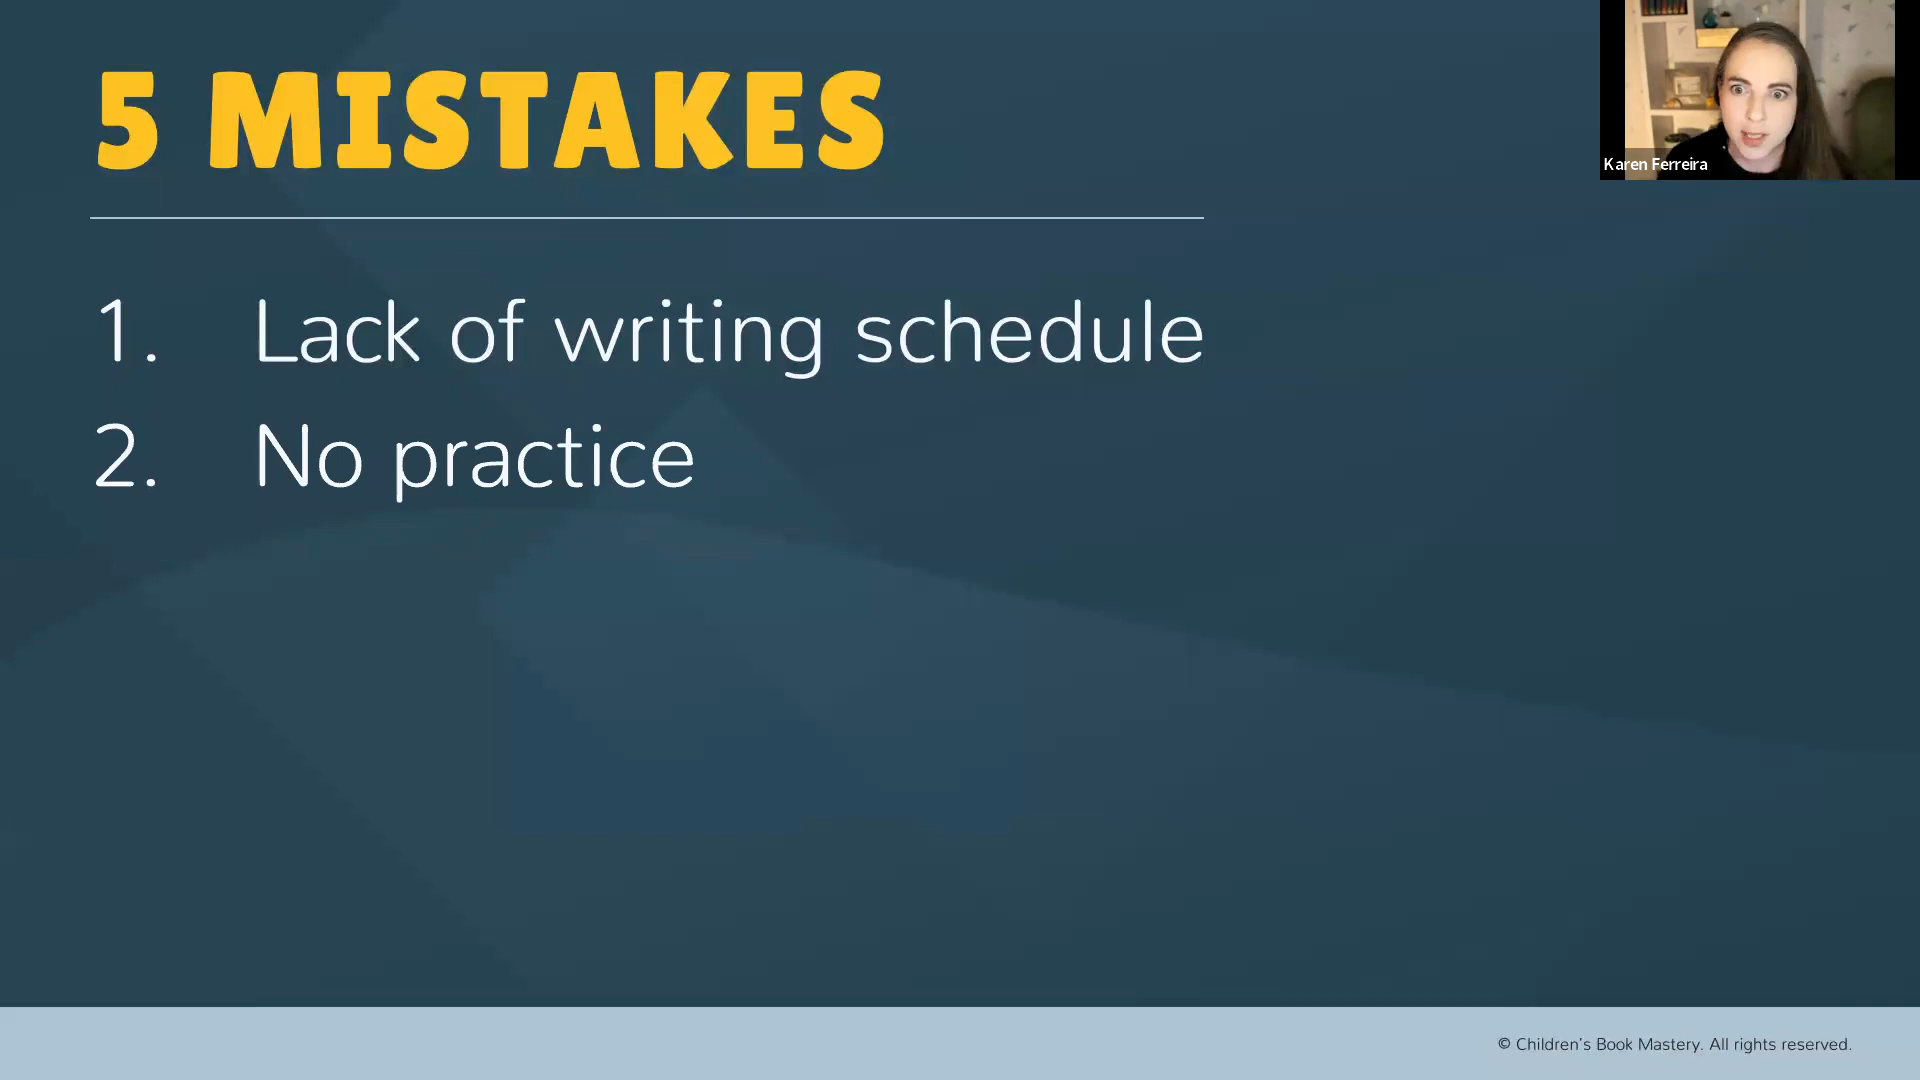 5 MISTAKES
Karen Ferreira
1. Lack of writing schedule
2. No practice
© Children's Book Mastery. All rights reserved.